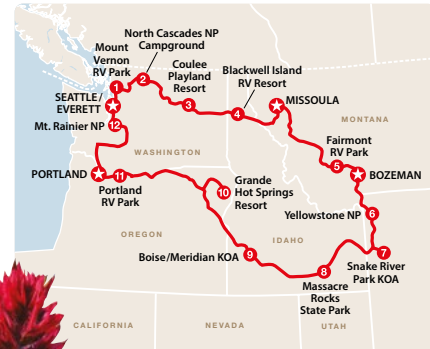 North Cascades NP
Campground
Mount
Vernon
RV Park
2
Coulee
Playland
Resort
Blackwell Island
RV Resort
1
SEATTLE/
EVERETT
3
4
MISSOULA
Mt. Rainier NP
12
MONTANA
Fairmont
RV Park
WASHINGTON
5
PORTLAND
11
BOZEMAN
Portland
RV Park
10
Grande
Hot Springs
Resort
Yellowstone NP
6
OREGON
IDAHO
Boise/Meridian KOA
9
7
8
Snake River
Park KOA
Massacre
Rocks
State Park
CALIFORNIA
NEVADA
UTAH